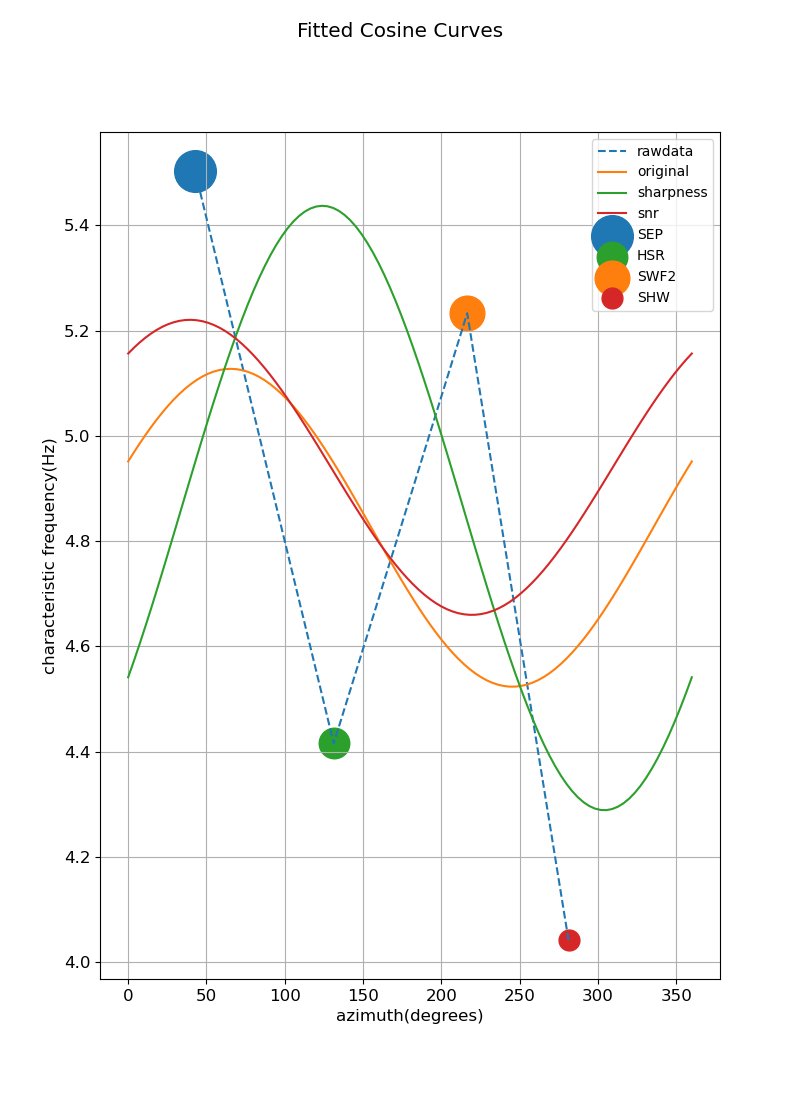 Fitted Cosine Curves
rawdata
original
sharpness
snr
SEP
HSR
SWF2
SHW
characteristic frequency(Hz)
5.4
5.2
5.0
4.8
4.6
4.4
4.2
4.0
0 50 100 150 200 250 300 350
azimuth(degrees)